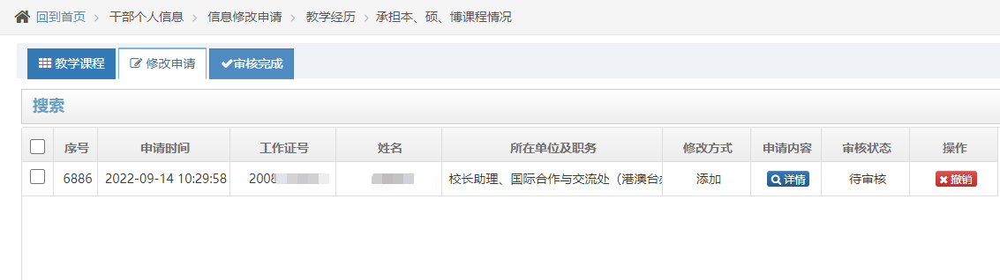 回到首页 > 干部个人信息 > 信息修改申请 > 教学经历 > 承担本、硕、博课程情况
教学课程 修改申请 审核完成
搜索
序号 申请时间 工作证号 姓名 所在单位及职务 修改方式 申请内容 审核状态 操作
6886 2022-09-14 10:29:58 2008 校长助理、国际合作与交流处（港澳台 添加 详情 待审核 撤销